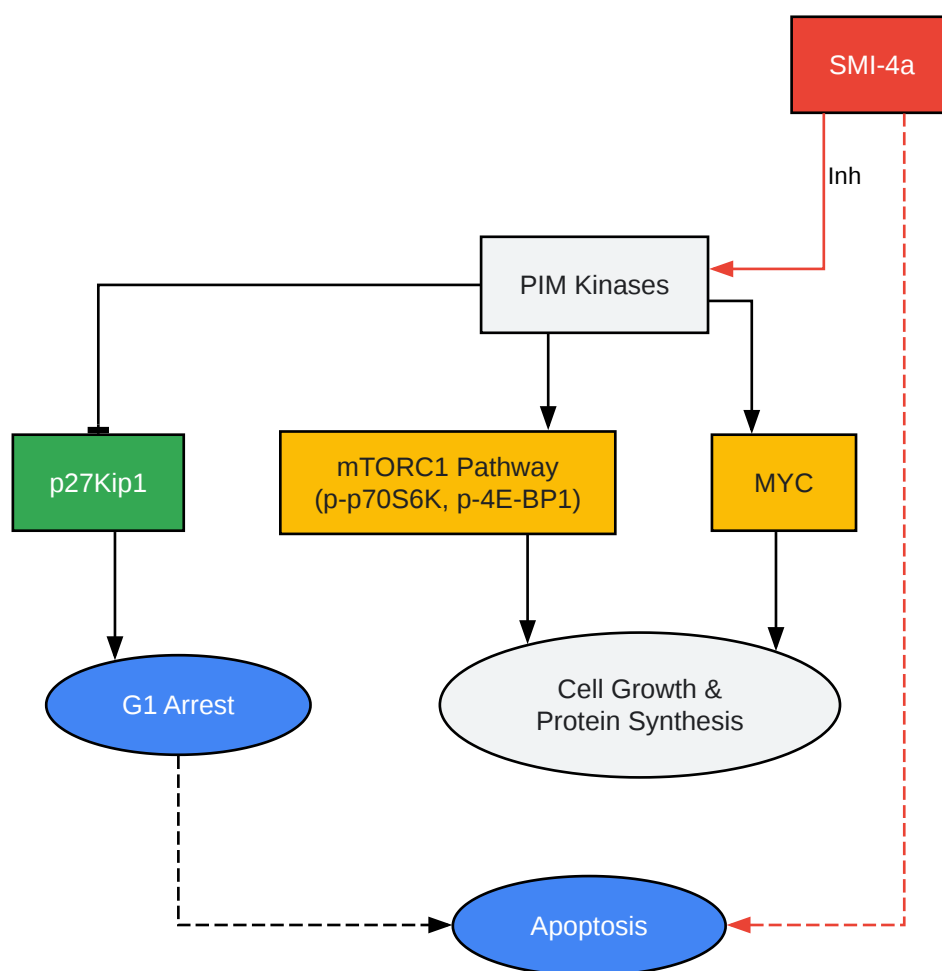 SMI-4a
Inh
PIM Kinases
p27Kip1
mTORC1 Pathway
(p-p70S6K, p-4E-BP1)
MYC
G1 Arrest
Cell Growth &
Protein Synthesis
Apoptosis